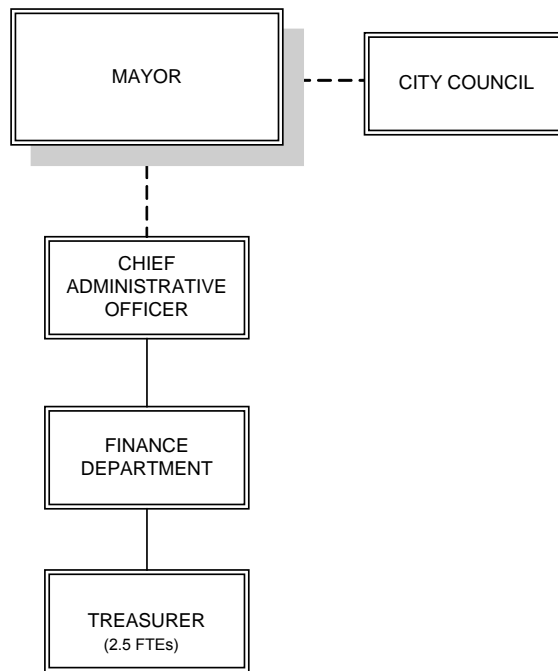 MAYOR
CITY COUNCIL
CHIEF
ADMINISTRATIVE
OFFICER
FINANCE
DEPARTMENT
TREASURER
(2.5 FTEs)